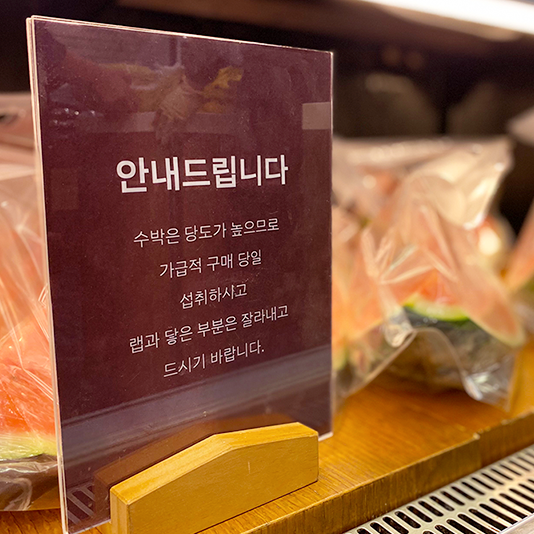 안내드립니다
수박은 당도가 높으므로
가급적 구매 당일
섭취하샤고
랩과 닿은 부분은 잘라내고
드시기 바랍니다.